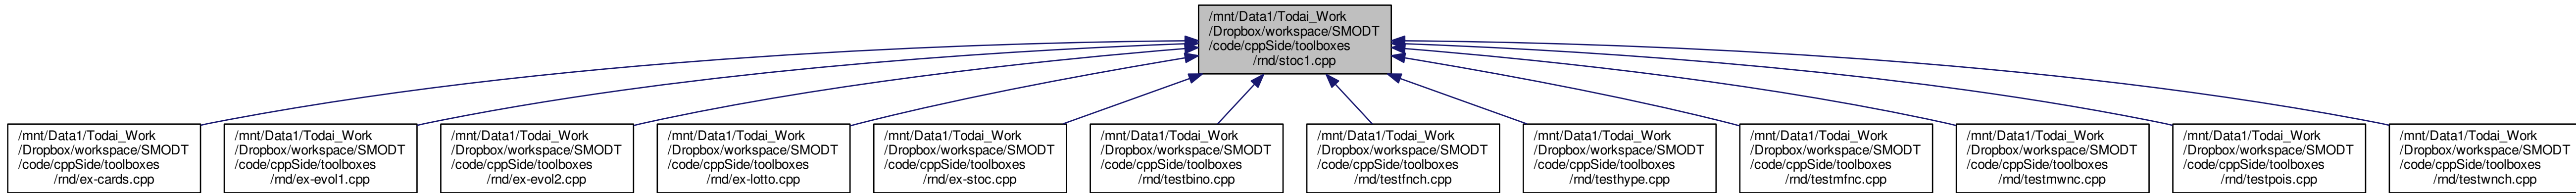 /mnt/Data1/Todai_Work
/Dropbox/workspace/SMODT
/code/cppSide/toolboxes
/rnd/stoc1.cpp
/mnt/Data1/Todai_Work
/Dropbox/workspace/SMODT
/code/cppSide/toolboxes
/rnd/ex-cards.cpp
/mnt/Data1/Todai_Work
/Dropbox/workspace/SMODT
/code/cppSide/toolboxes
/rnd/ex-evol1.cpp
/mnt/Data1/Todai_Work
/Dropbox/workspace/SMODT
/code/cppSide/toolboxes
/rnd/ex-evol2.cpp
/mnt/Data1/Todai_Work
/Dropbox/workspace/SMODT
/code/cppSide/toolboxes
/rnd/ex-lotto.cpp
/mnt/Data1/Todai_Work
/Dropbox/workspace/SMODT
/code/cppSide/toolboxes
/rnd/ex-stoc.cpp
/mnt/Data1/Todai_Work
/Dropbox/workspace/SMODT
/code/cppSide/toolboxes
/rnd/testbino.cpp
/mnt/Data1/Todai_Work
/Dropbox/workspace/SMODT
/code/cppSide/toolboxes
/rnd/testfnch.cpp
/mnt/Data1/Todai_Work
/Dropbox/workspace/SMODT
/code/cppSide/toolboxes
/rnd/testhype.cpp
/mnt/Data1/Todai_Work
/Dropbox/workspace/SMODT
/code/cppSide/toolboxes
/rnd/testmfnc.cpp
/mnt/Data1/Todai_Work
/Dropbox/workspace/SMODT
/code/cppSide/toolboxes
/rnd/testmwnc.cpp
/mnt/Data1/Todai_Work
/Dropbox/workspace/SMODT
/code/cppSide/toolboxes
/rnd/testpois.cpp
/mnt/Data1/Todai_Work
/Dropbox/workspace/SMODT
/code/cppSide/toolboxes
/rnd/testwnch.cpp